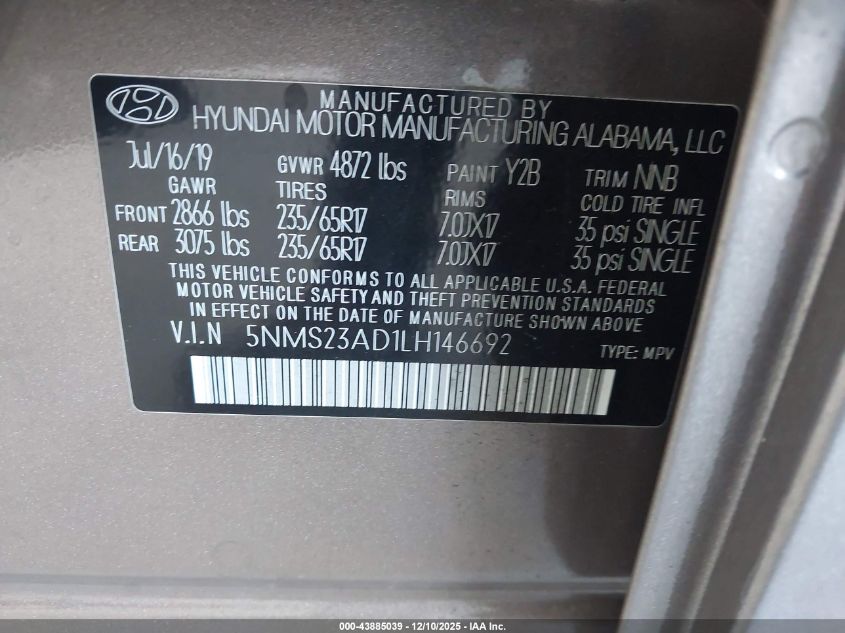 MANUFACTURED BY
HYUNDAI MOTOR MANUFACTURING ALABAMA, LLC
Jul/16/19 GVWR 4872 lbs PAINT Y2B TRIM NNB
GAWR TIRES RIMS COLD TIRE INFL
FRONT 2866 lbs 235/65R17 7.0JX17 35 psi SINGLE
REAR 3075 lbs 235/65R17 7.0JX17 35 psi SINGLE
THIS VEHICLE CONFORMS TO ALL APPLICABLE U.S.A. FEDERAL
MOTOR VEHICLE SAFETY AND THEFT PREVENTION STANDARDS
IN EFFECT ON THE DATE OF MANUFACTURE SHOWN ABOVE
V.I.N 5NMS23AD1LH146692 TYPE: MPV
000-43885039 - 12/10/2025 - IAA Inc.